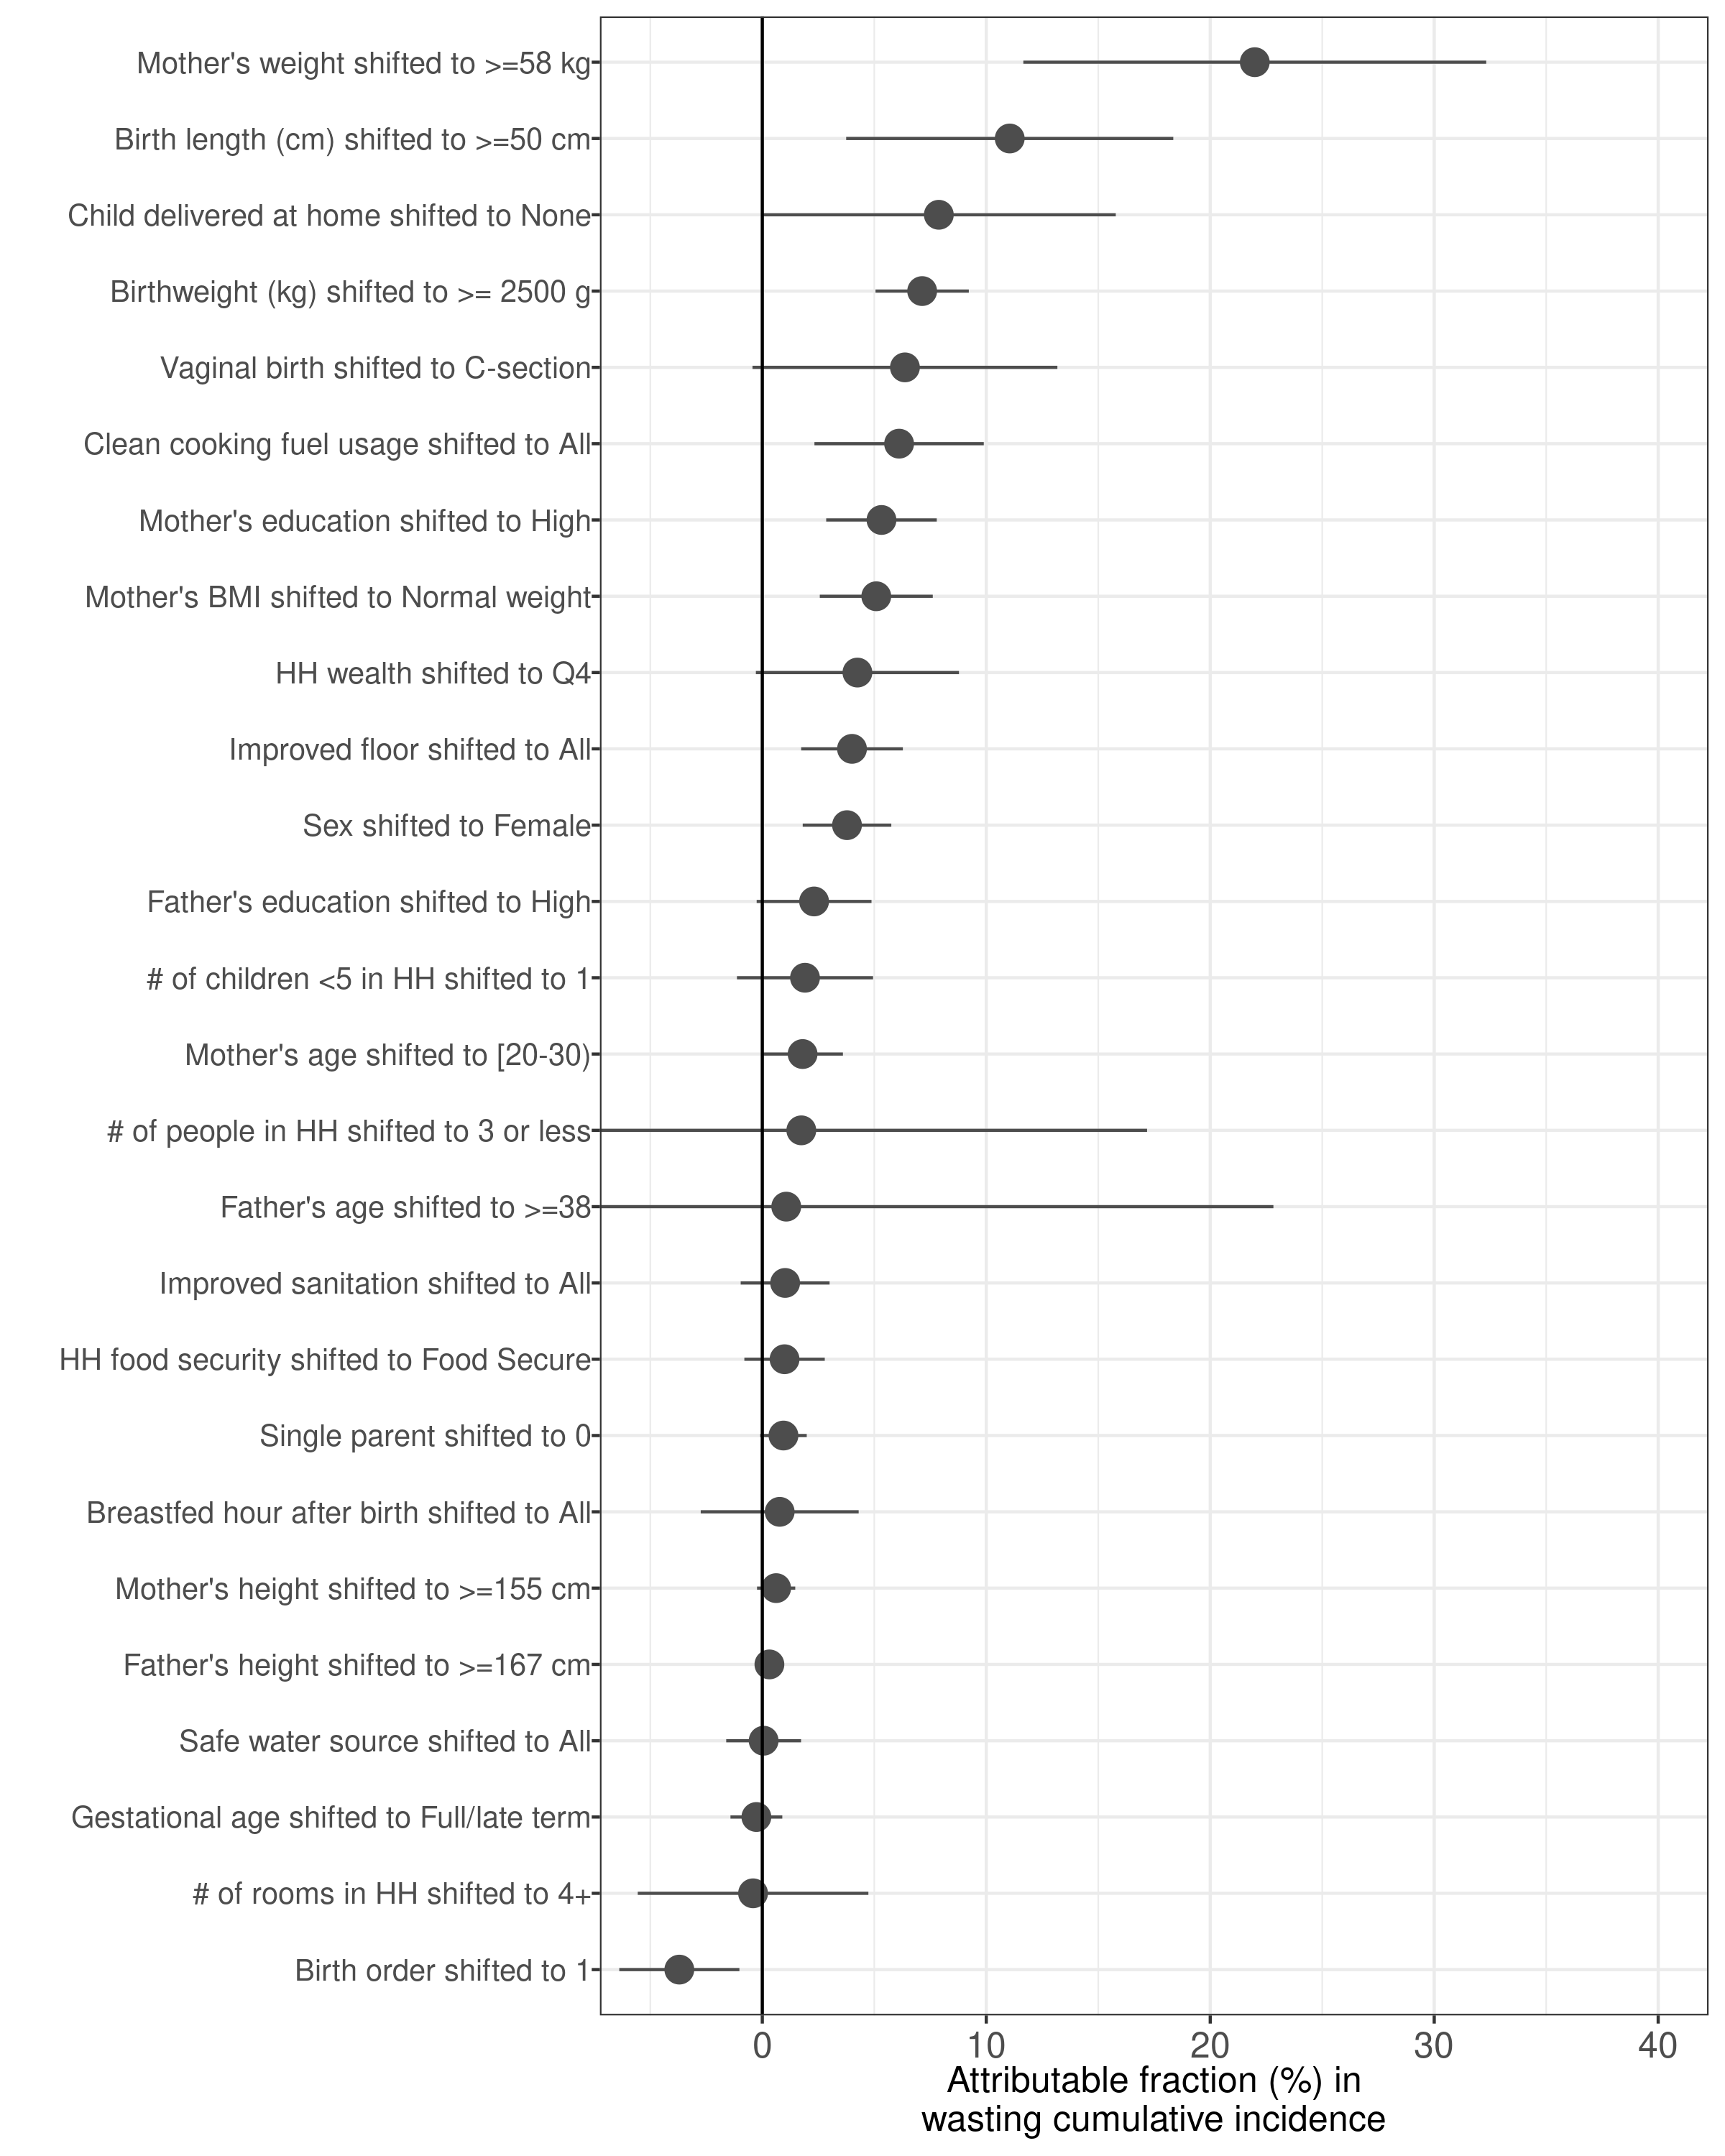 Mother's weight shifted to >=58 kg
Birth length (cm) shifted to >=50 cm
Child delivered at home shifted to None
Birthweight (kg) shifted to >= 2500 g
Vaginal birth shifted to C-section
Clean cooking fuel usage shifted to All
Mother's education shifted to High
Mother's BMI shifted to Normal weight
HH wealth shifted to Q4
Improved floor shifted to All
Sex shifted to Female
Father's education shifted to High
# of children <5 in HH shifted to 1
Mother's age shifted to [20-30)
# of people in HH shifted to 3 or less
Father's age shifted to >=38
Improved sanitation shifted to All
HH food security shifted to Food Secure
Single parent shifted to 0
Breastfed hour after birth shifted to All
Mother's height shifted to >=155 cm
Father's height shifted to >=167 cm
Safe water source shifted to All
Gestational age shifted to Full/late term
# of rooms in HH shifted to 4+
Birth order shifted to 1
0 10 20 30 40
Attributable fraction (%) in
wasting cumulative incidence